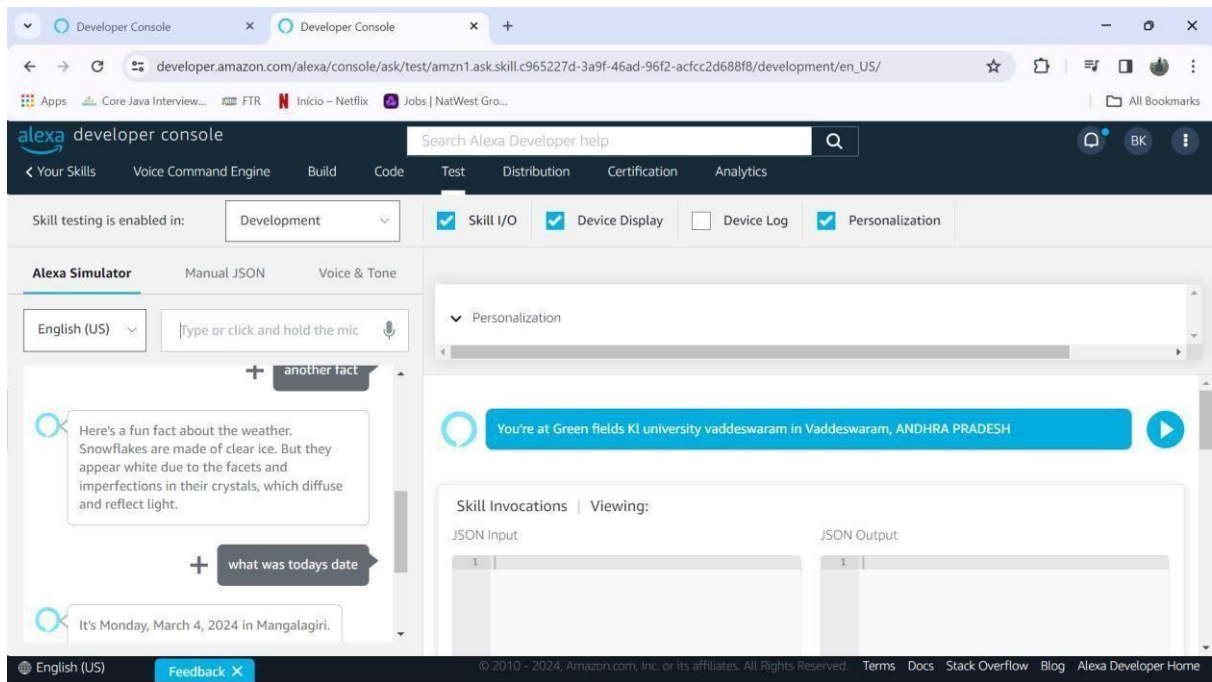 Developer Console
Developer Console
developer.amazon.com/alexa/console/ask/test/amzn1.ask.skill.c965227d-3a9f-46ad-96f2-acfcc2d688f8/development/en_US/
Apps Core Java Interview... FTR Início – Netflix Jobs | NatWest Gro... All Bookmarks
alexa developer console Search Alexa Developer help BK
Your Skills Voice Command Engine Build Code Test Distribution Certification Analytics
Skill testing is enabled in: Development Skill I/O Device Display Device Log Personalization
Alexa Simulator Manual JSON Voice & Tone
English (US) Type or click and hold the mic
Personalization
another fact
Here's a fun fact about the weather.
Snowflakes are made of clear ice. But they
appear white due to the facets and
imperfections in their crystals, which diffuse
and reflect light.
what was todays date
It's Monday, March 4, 2024 in Mangalagiri.
You're at Green fields Kl university vaddeswaram in Vaddeswaram, ANDHRA PRADESH
Skill Invocations | Viewing:
JSON Input JSON Output
1 1
English (US) Feedback © 2010 - 2024, Amazon.com, Inc. or its affiliates. All Rights Reserved. Terms Docs Stack Overflow Blog Alexa Developer Home